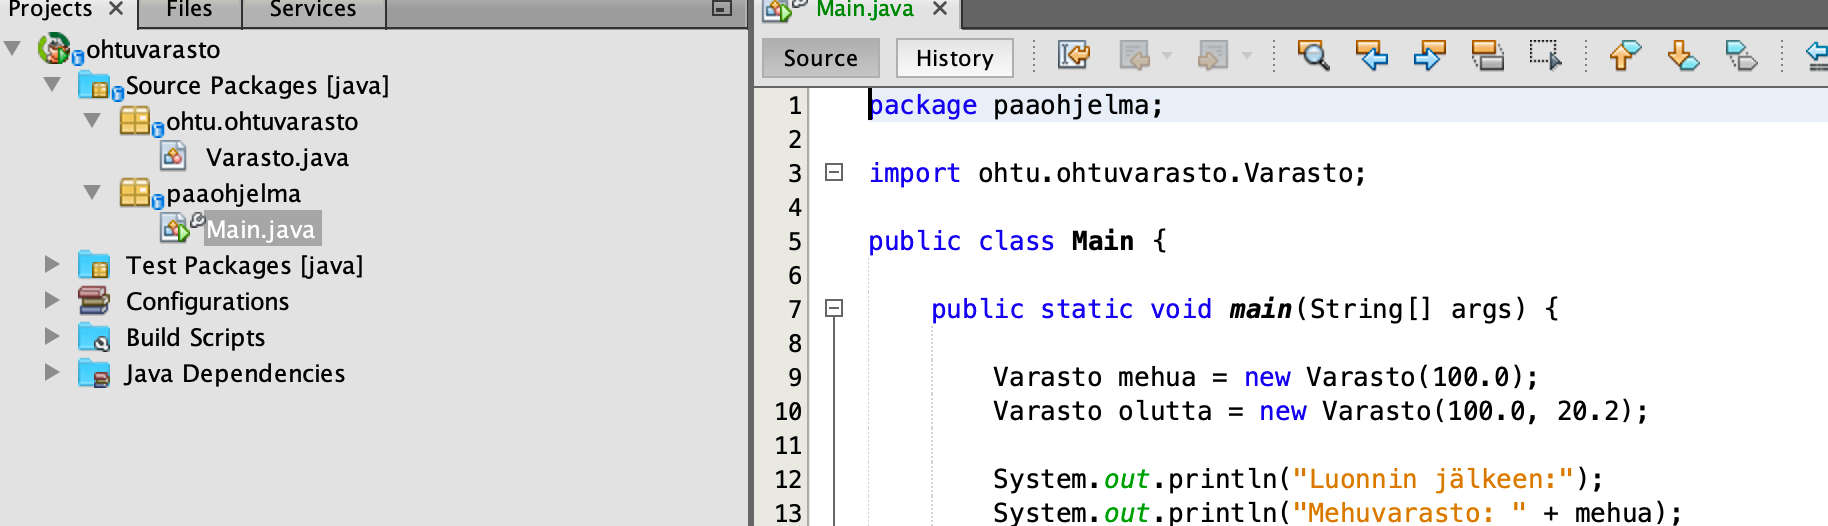 Projects
Files
Services
ohtuvarasto
Source Packages [java]
ohtu.ohtuvarasto
Varasto.java
paaohjelma
Main.java
Test Packages [java]
Configurations
Build Scripts
Java Dependencies
Main.java
Source
History
1 package paaohjelma;
2
3 import ohtu.ohtuvarasto.Varasto;
4
5 public class Main {
6
7 public static void main(String[] args) {
8
9 Varasto mehua = new Varasto(100.0);
10 Varasto olutta = new Varasto(100.0, 20.2);
11
12 System.out.println("Luonnin jälkeen:");
13 System.out.println("Mehuvarasto: " + mehua);